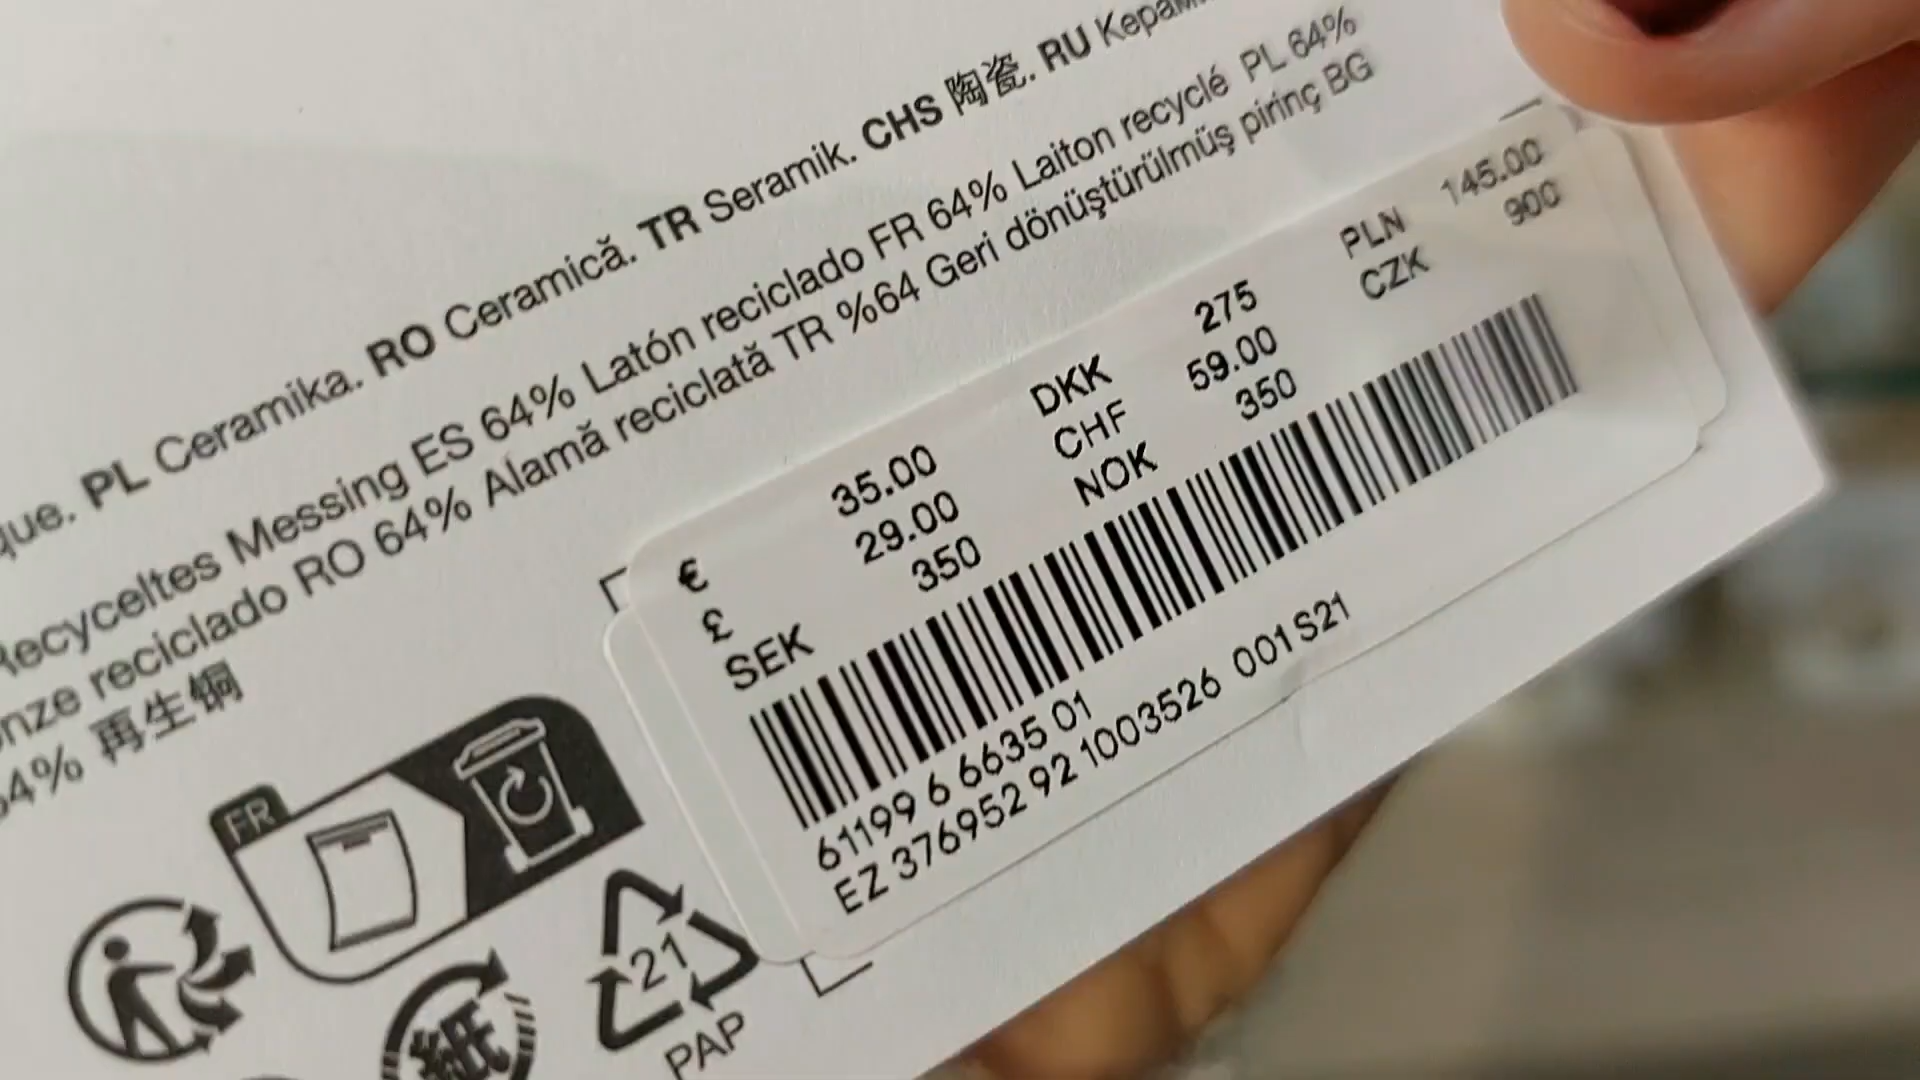 que. PL Ceramika. RO Ceramică. TR Seramik. CHS 陶瓷. RU
Recyceltes Messing ES 64% Latón reciclado FR 64% Laiton recyclé PL 64%
reciclado RO 64% Alamă reciclată TR %64 Geri dönüştürülmüş pirinç BG
64% 再生铜
€ 35.00 DKK 275 PLN 145.00
£ 29.00 CHF 59.00 CZK 900
SEK 350 NOK 350
61199 6 6635 01
EZ 376952 92 1003526 001 S21
FR
21
PAP
紙